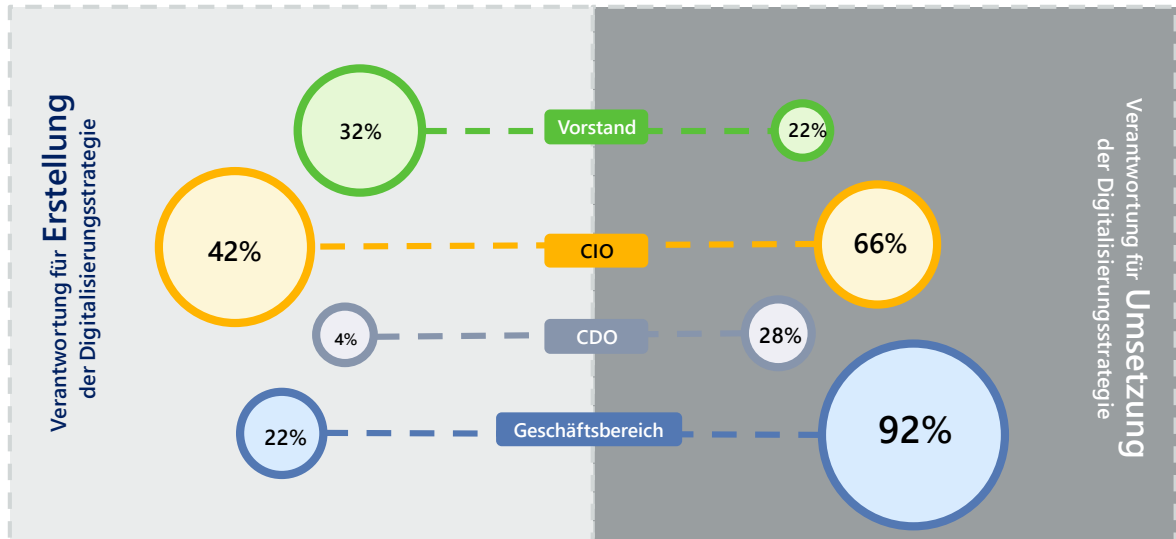 Verantwortung für Erstellung
der Digitalisierungsstrategie
32%
Vorstand
22%
42%
CIO
66%
4%
CDO
28%
22%
Geschäftsbereich
92%
Verantwortung für Umsetzung
der Digitalisierungsstrategie